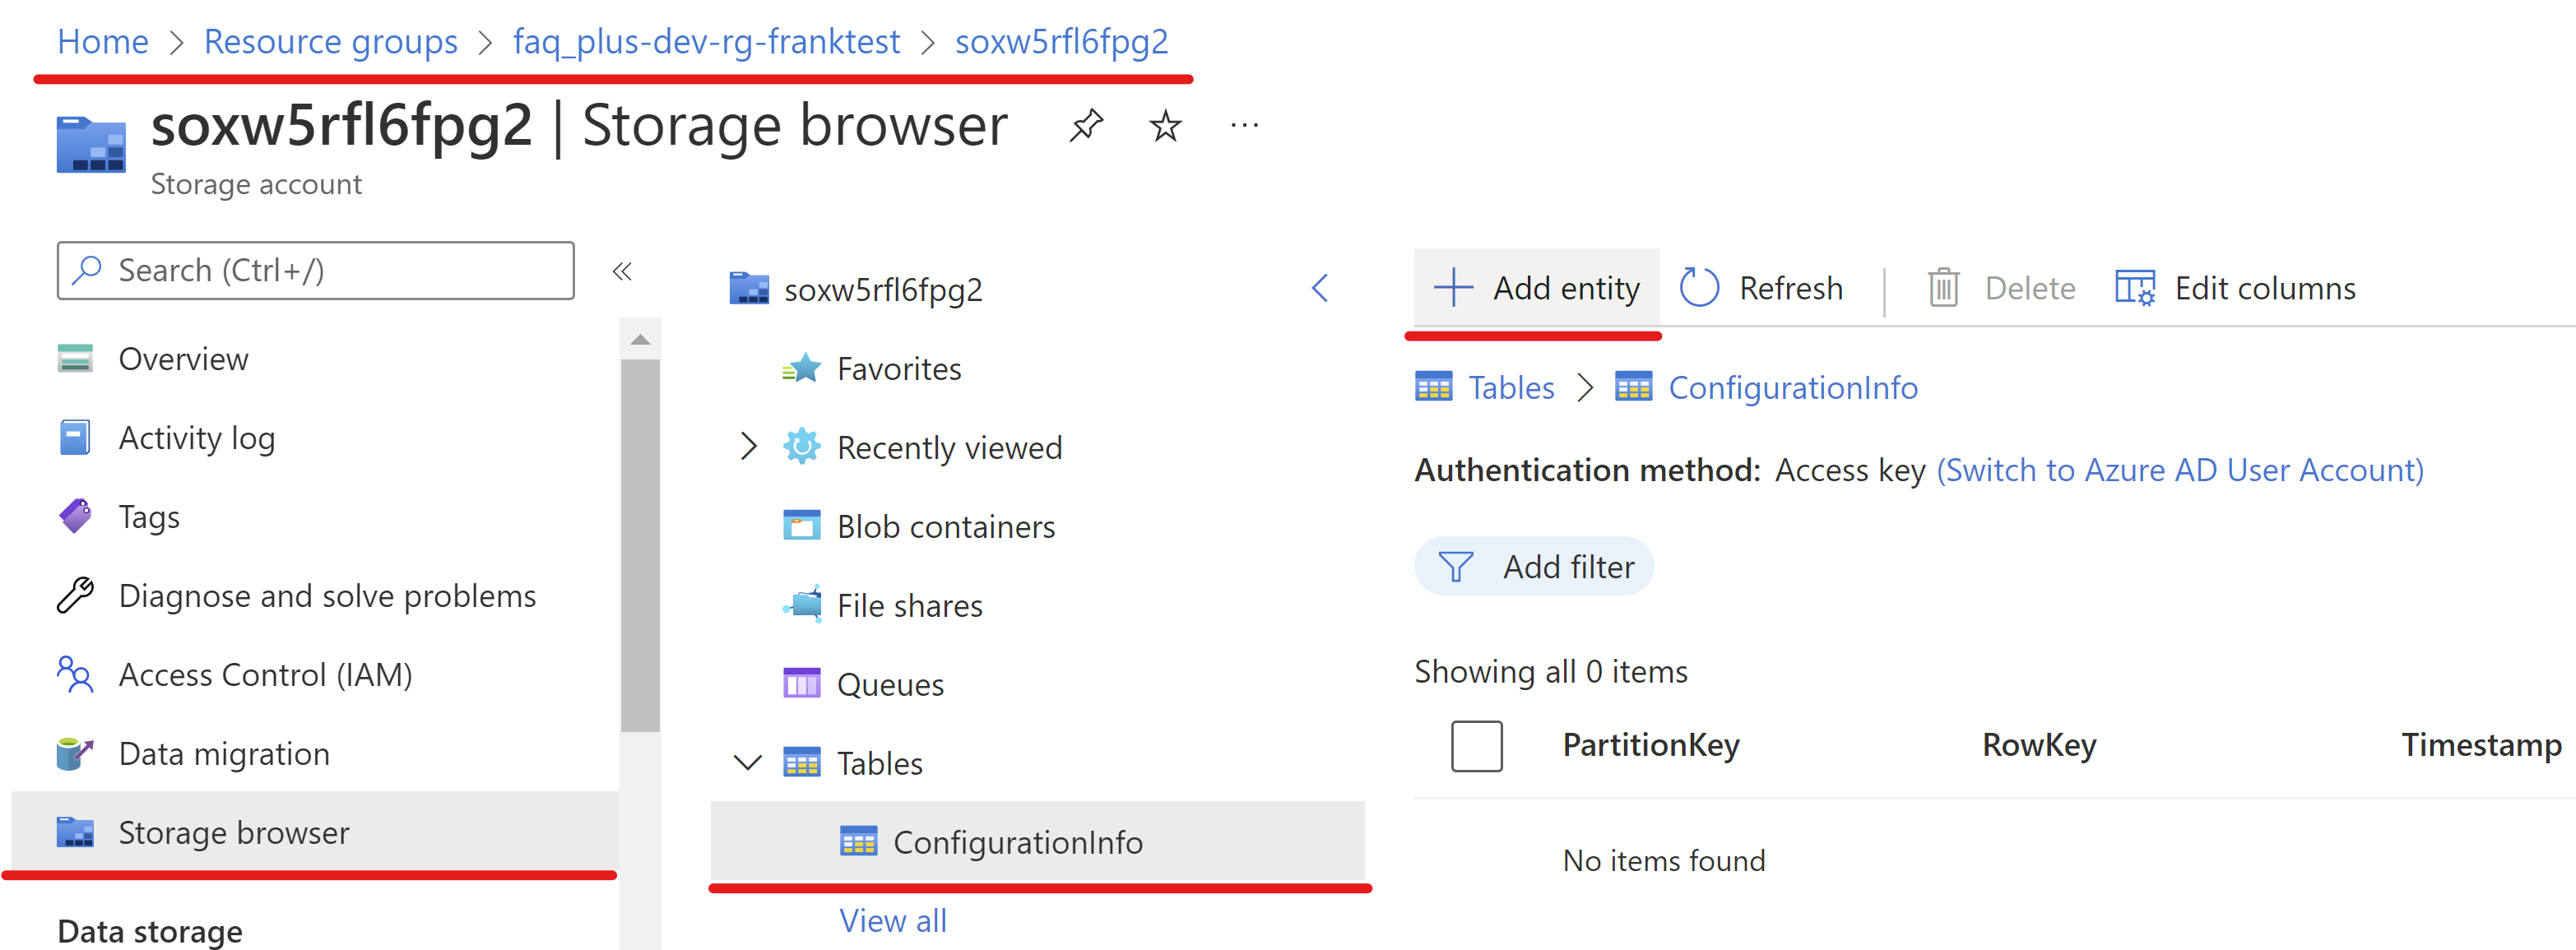 Home > Resource groups > faq_plus-dev-rg-franktest > soxw5rfl6fpg2
soxw5rfl6fpg2 | Storage browser
Storage account
Search (Ctrl+/)
Overview
Activity log
Tags
Diagnose and solve problems
Access Control (IAM)
Data migration
Storage browser
Data storage
soxw5rfl6fpg2
Favorites
Recently viewed
Blob containers
File shares
Queues
Tables
ConfigurationInfo
View all
Add entity Refresh Delete Edit columns
Tables > ConfigurationInfo
Authentication method: Access key (Switch to Azure AD User Account)
Add filter
Showing all 0 items
PartitionKey RowKey Timestamp
No items found